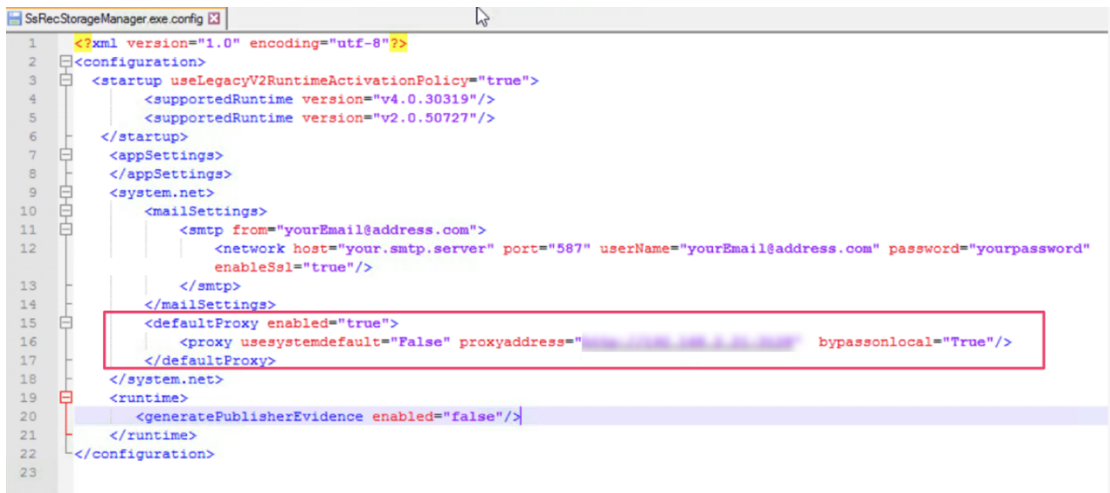 SsRecStorageManager.exe.config
1 <?xml version="1.0" encoding="utf-8"?>
2 <configuration>
3 <startup useLegacyV2RuntimeActivationPolicy="true">
4 <supportedRuntime version="v4.0.30319"/>
5 <supportedRuntime version="v2.0.50727"/>
6 </startup>
7 <appSettings>
8 </appSettings>
9 <system.net>
10 <mailSettings>
11 <smtp from="yourEmail@address.com">
12 <network host="your.smtp.server" port="587" userName="yourEmail@address.com" password="yourpassword"
enableSsl="true"/>
13 </smtp>
14 </mailSettings>
15 <defaultProxy enabled="true">
16 <proxy usesystemdefault="False" proxyaddress=" " bypassonlocal="True"/>
17 </defaultProxy>
18 </system.net>
19 <runtime>
20 <generatePublisherEvidence enabled="false"/>
21 </runtime>
22 </configuration>
23